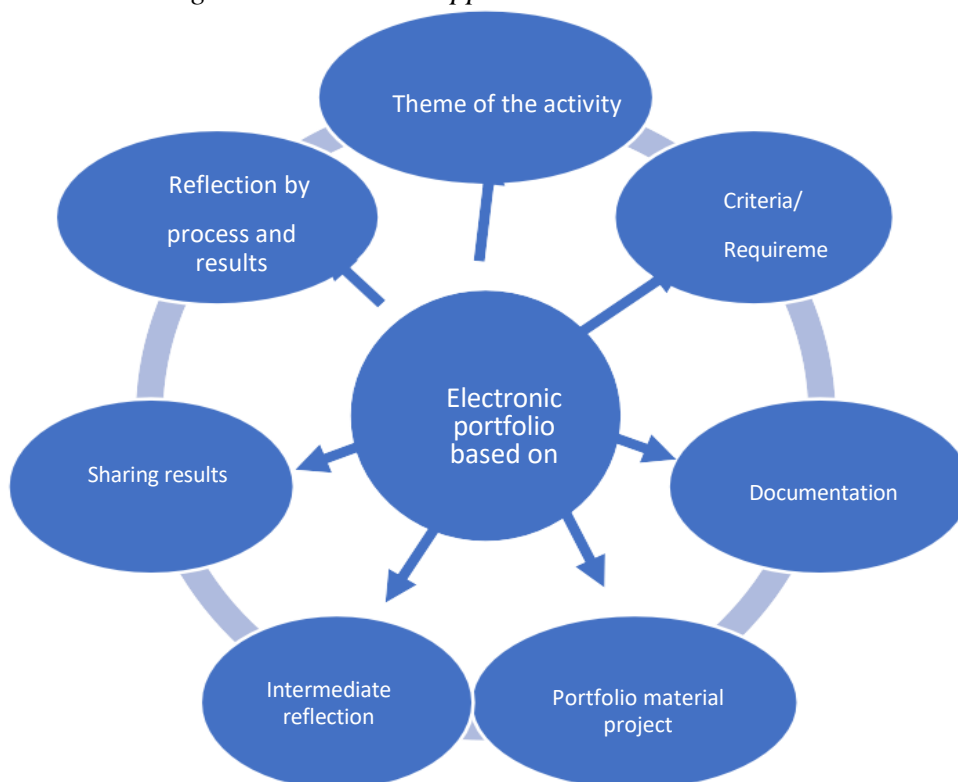 Theme of the activity
Criteria/
Requireme
Documentation
Portfolio material
project
Intermediate
reflection
Sharing results
Reflection by
process and
results
Electronic
portfolio
based on